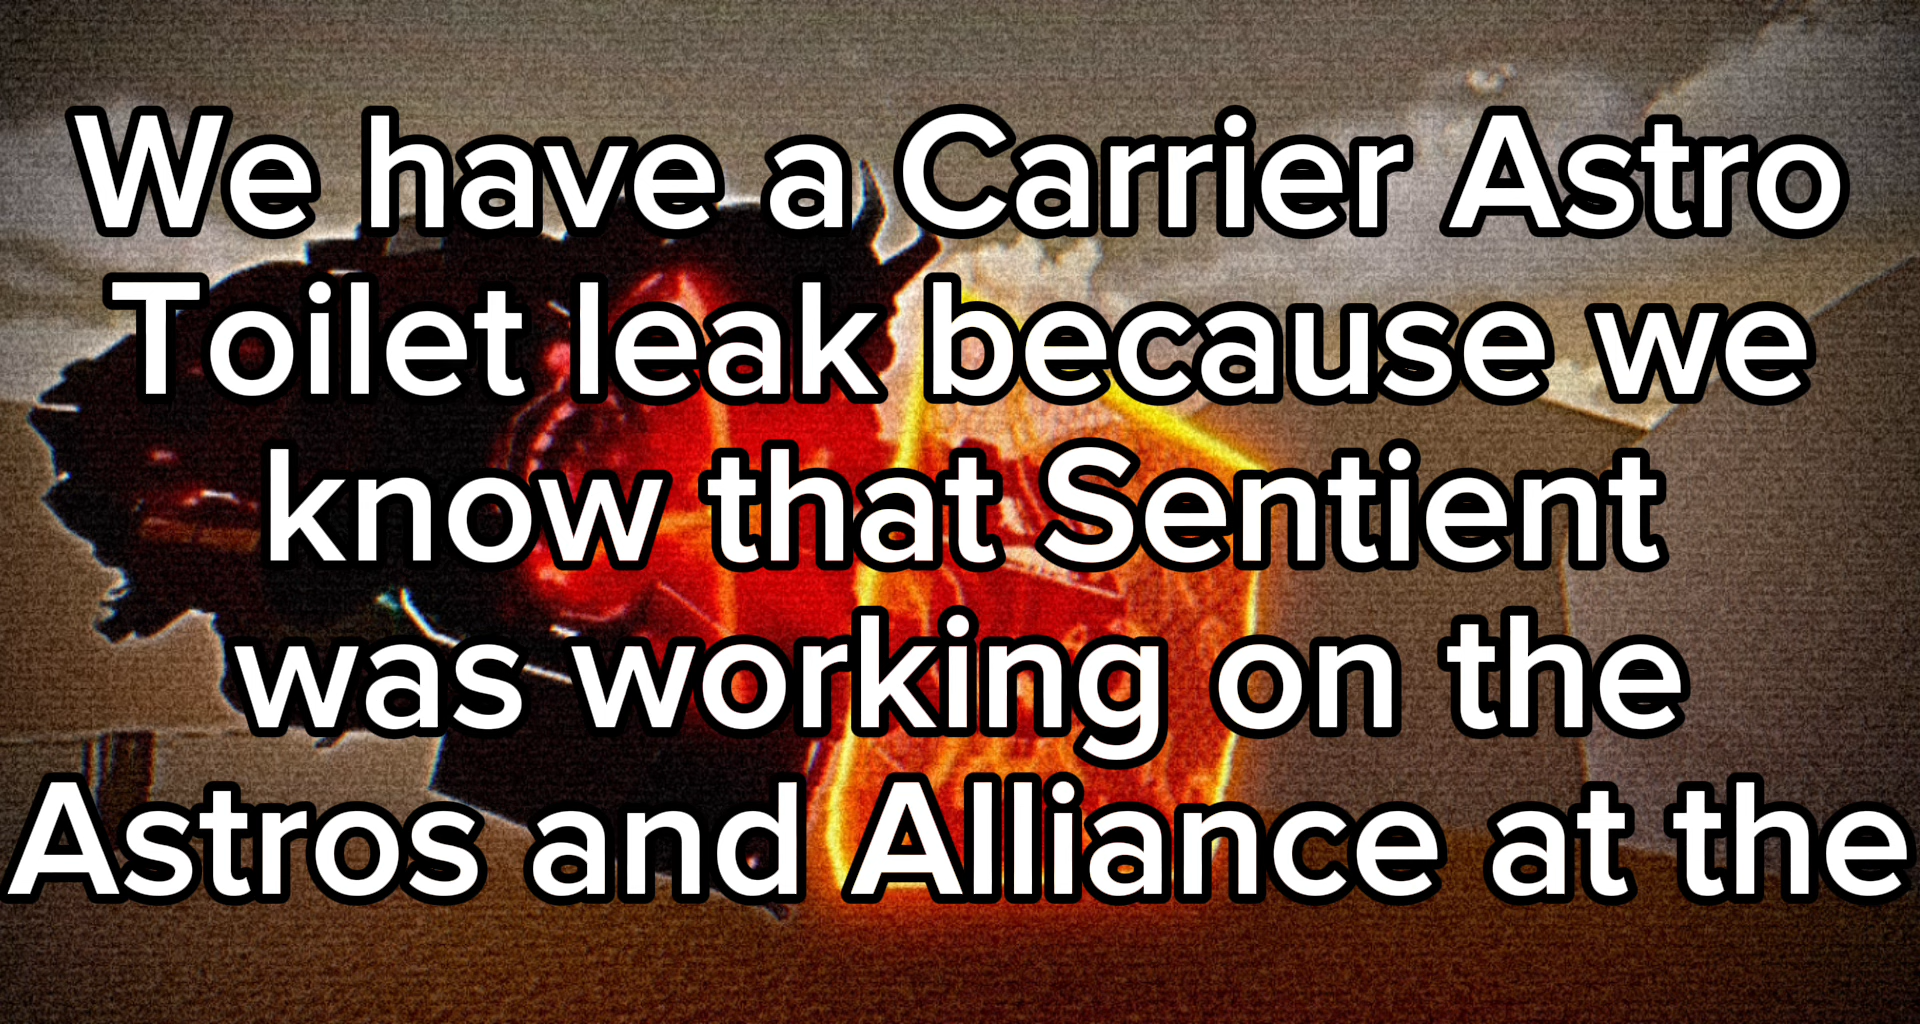 We have a Carrier Astro
Toilet leak because we
know that Sentient
was working on the
Astros and Alliance at the